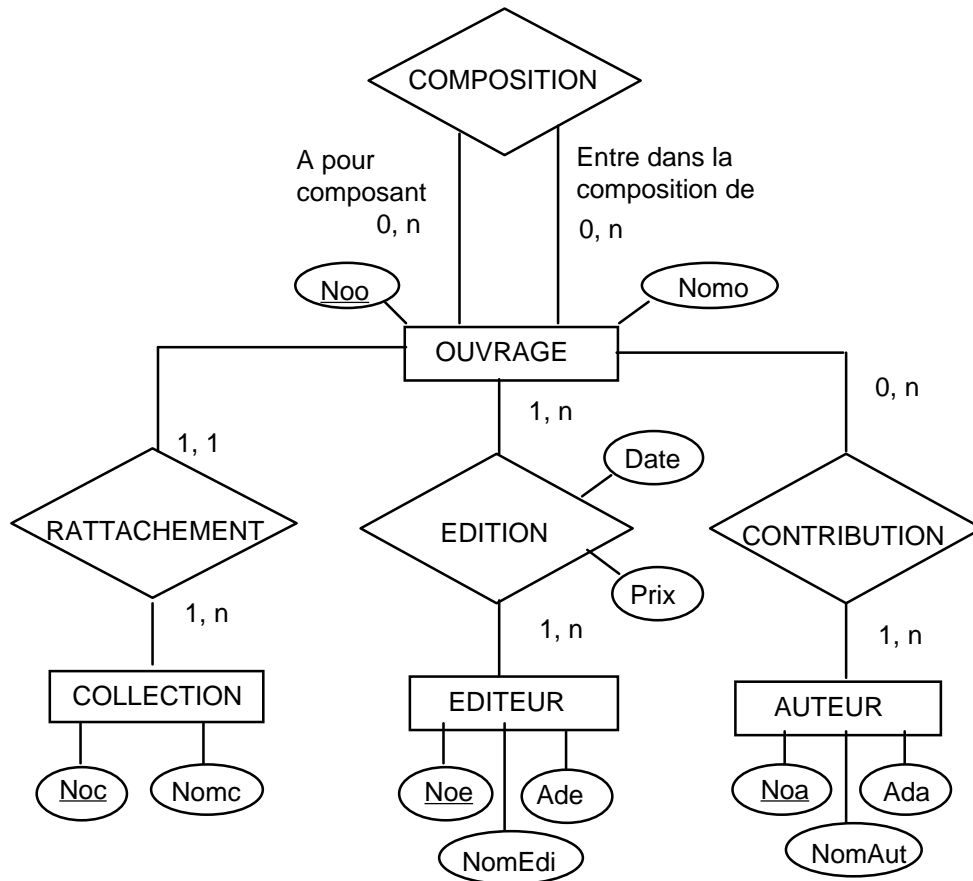 COMPOSITION
A pour
composant
0, n
Entre dans la
composition de
0, n
Noo
Nomo
OUVRAGE
1, 1
1, n
0, n
Date
RATTACHEMENT
EDITION
CONTRIBUTION
Prix
1, n
1, n
1, n
COLLECTION
EDITEUR
AUTEUR
Noc
Nomc
Noe
Ade
Noa
Ada
NomEdi
NomAut